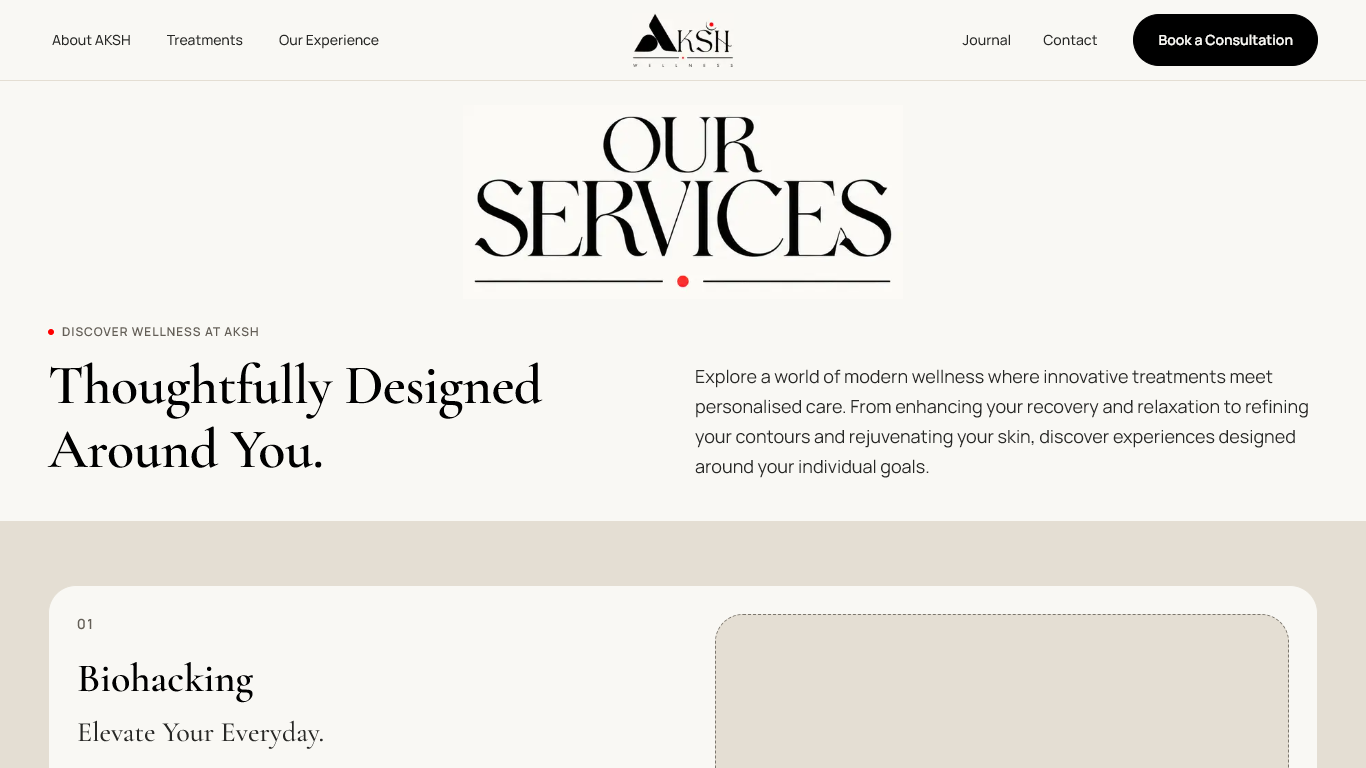 About AKSH
Treatments
Our Experience
AKSH
WELLNESS
Journal
Contact
Book a Consultation
OUR
SERVICES
DISCOVER WELLNESS AT AKSH
Thoughtfully Designed
Around You.
Explore a world of modern wellness where innovative treatments meet
personalised care. From enhancing your recovery and relaxation to refining
your contours and rejuvenating your skin, discover experiences designed
around your individual goals.
01
Biohacking
Elevate Your Everyday.